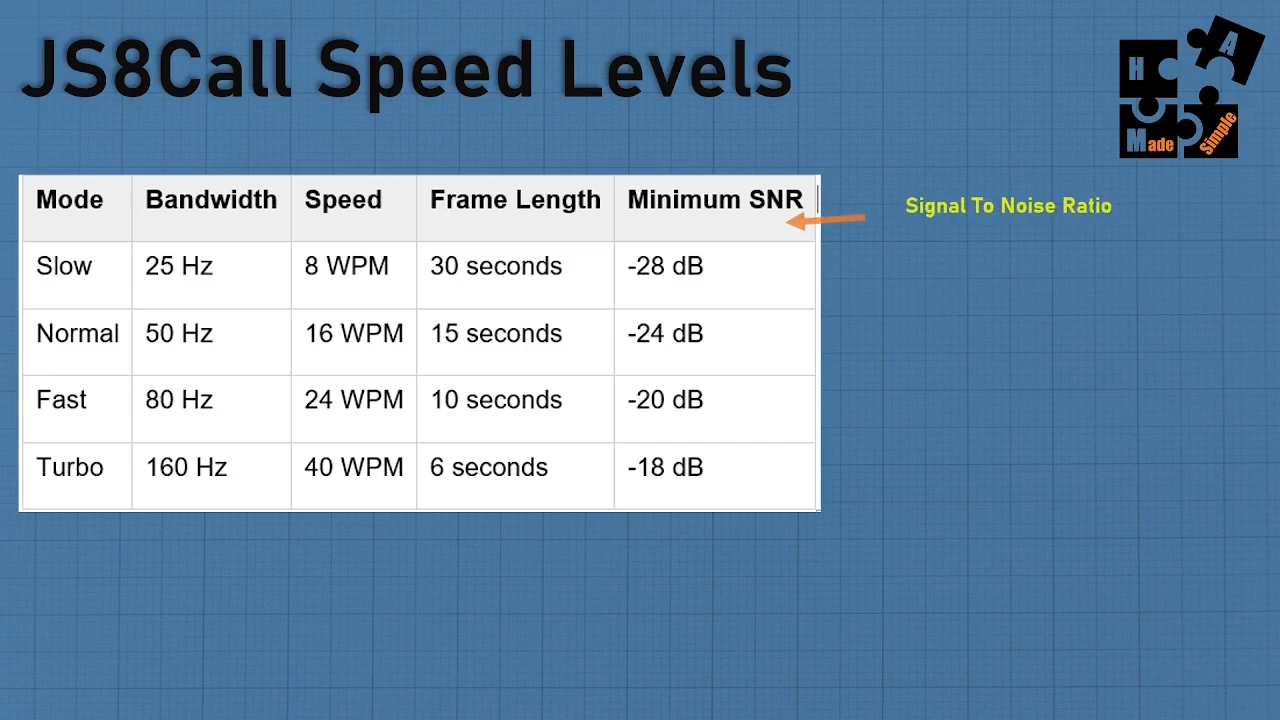 JS8Call Speed Levels
H A
Made Simple
Mode Bandwidth Speed Frame Length Minimum SNR
Signal To Noise Ratio
Slow 25 Hz 8 WPM 30 seconds -28 dB
Normal 50 Hz 16 WPM 15 seconds -24 dB
Fast 80 Hz 24 WPM 10 seconds -20 dB
Turbo 160 Hz 40 WPM 6 seconds -18 dB